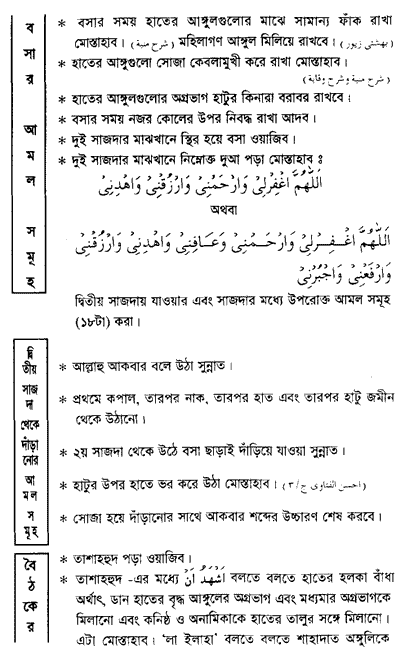 * বসার সময় হাতের আঙ্গুলগুলোর মাঝে সামান্য ফাঁক রাখা
মোস্তাহাব। (شرح منية) মহিলাগণ আঙ্গুল মিলিয়ে রাখবে। (بهشتى زيور)
* হাতের আঙ্গুগুলো সোজা কেবলামুখী করে রাখা মোস্তাহাব।
(شرح منية وشرح وقاية)
* হাতের আঙ্গুলগুলোর অগ্রভাগ হাটুর কিনারা বরাবর রাখবে।
* বসার সময় নজর কোলের উপর নিবদ্ধ রাখা আদব।
* দুই সাজদার মাঝখানে স্থির হয়ে বসা ওয়াজিব।
* দুই সাজদার মাঝখানে নিম্নোক্ত দুআ পড়া মোস্তাহাব ঃ
اَللّٰهُمَّ اغْفِرْلِىْ وَارْحَمْنِىْ وَارْزُقْنِىْ وَاهْدِنِىْ
অথবা
اَللّٰهُمَّ اغْفِرْلِىْ وَارْحَمْنِىْ وَعَافِنِىْ وَاهْدِنِىْ وَارْزُقْنِىْ
وَارْفَعْنِىْ وَاجْبُرْنِىْ
দ্বিতীয় সাজদায় যাওয়ার এবং সাজদার মধ্যে উপরোক্ত আমল সমূহ
(১৮টা) করা।
ব
সা
র
আ
ম
ল
স
মূ
হ
* আল্লাহু আকবার বলে উঠা সুন্নাত।
* প্রথমে কপাল, তারপর নাক, তারপর হাত এবং তারপর হাটু জমীন
থেকে উঠানো।
* ২য় সাজদা থেকে উঠে বসা ছাড়াই দাঁড়িয়ে যাওয়া সুন্নাত।
* হাটুর উপর হাতে ভর করে উঠা মোস্তাহাব। (احسن الفتاوى ج/٣)
* সোজা হয়ে দাঁড়ানোর সাথে আকবার শব্দের উচ্চারণ শেষ করবে।
দ্বি
তীয়
সাজ
দা
থেকে
দাঁড়া
নোর
আ
মল
স
মূহ
* তাশাহহুদ পড়া ওয়াজিব।
* তাশাহহুদ -এর মধ্যে اَشْهَدُ اَنْ বলতে বলতে হাতের হলকা বাঁধা
অর্থাৎ, ডান হাতের বৃদ্ধ আঙ্গুলের অগ্রভাগ এবং মধ্যমার অগ্রভাগকে
মিলানো এবং কনিষ্ঠ ও অনামিকাকে হাতের তালুর সঙ্গে মিলানো।
এটা মোস্তাহাব। ‘লা ইলাহা’ বলতে বলতে শাহাদাত অঙ্গুলিকে
বৈ
ঠ
কে
র